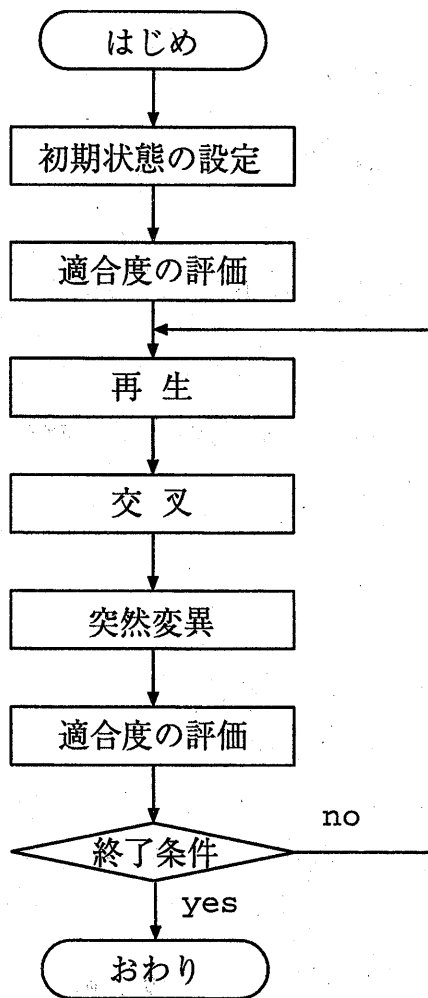 はじめ
初期状態の設定
適合度の評価
再 生
交 叉
突然変異
適合度の評価
no
終了条件
yes
おわり